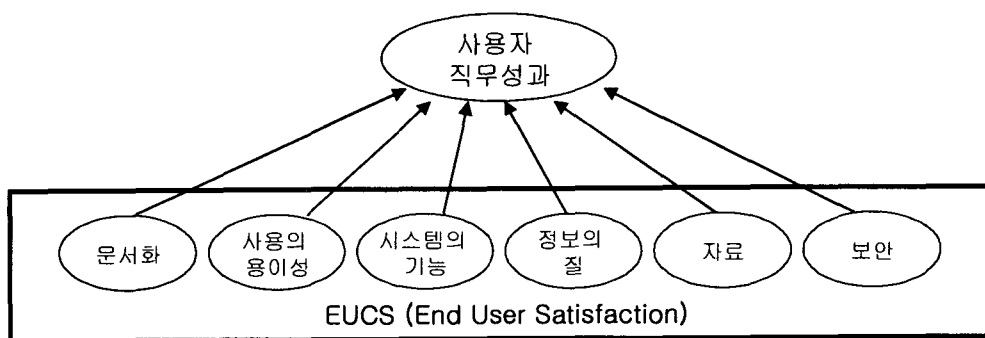 사용자
직무성과
문서화
사용의
용이성
시스템의
기능
정보의
질
자료
보안
EUCS (End User Satisfaction)